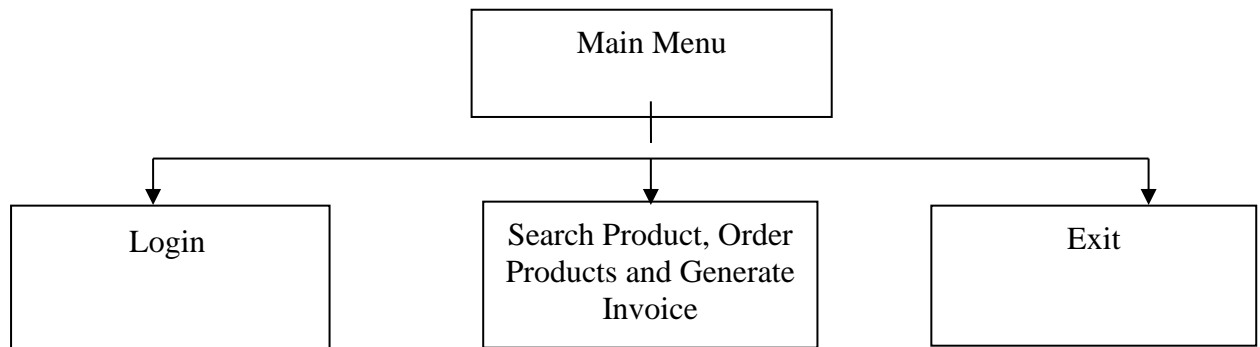 Main Menu
Login
Search Product, Order
Products and Generate
Invoice
Exit